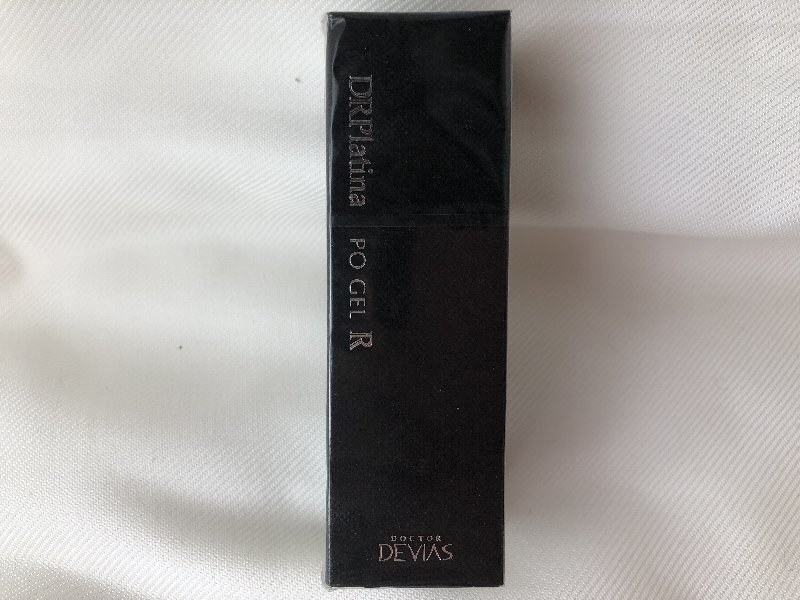 DRPlatina PO GEL R
DOCTOR
DEVIAS